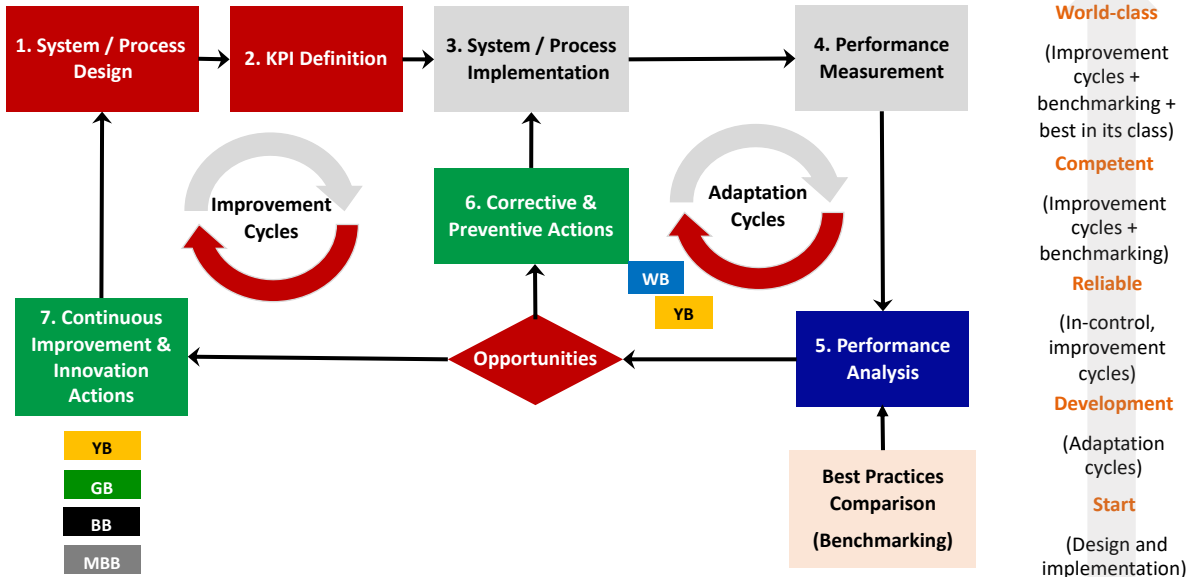 1. System / Process
Design
2. KPI Definition
3. System / Process
Implementation
4. Performance
Measurement
Improvement
Cycles
6. Corrective &
Preventive Actions
Adaptation
Cycles
WB
YB
7. Continuous
Improvement &
Innovation
Actions
Opportunities
5. Performance
Analysis
YB
GB
BB
MBB
Best Practices
Comparison
(Benchmarking)
World-class
(Improvement
cycles +
benchmarking +
best in its class)
Competent
(Improvement
cycles +
benchmarking)
Reliable
(In-control,
improvement
cycles)
Development
(Adaptation
cycles)
Start
(Design and
implementation)